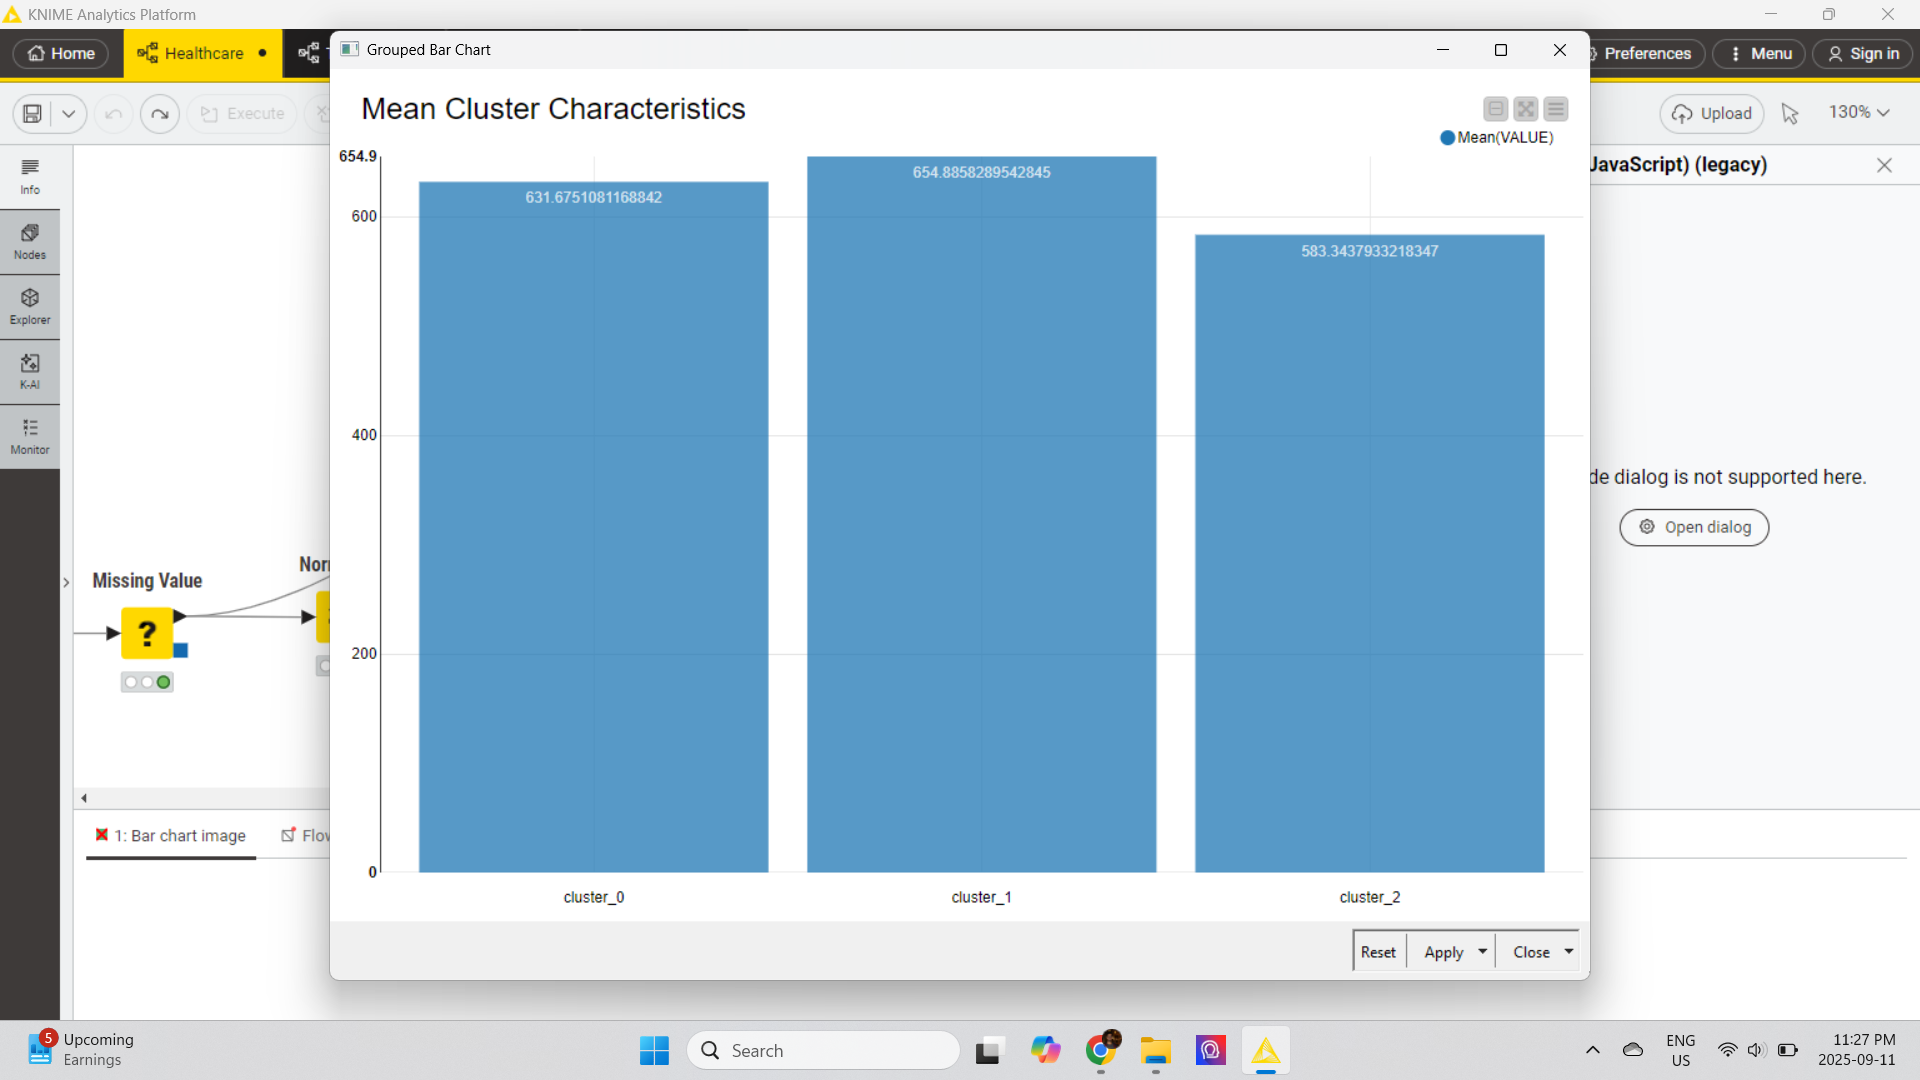 KNIME Analytics Platform
Home
Healthcare
Preferences
Menu
Sign in
Execute
Upload
130%
Info
Nodes
Explorer
K-AI
Monitor
Grouped Bar Chart
Mean Cluster Characteristics
Mean(VALUE)
654.9
600
400
200
0
631.6751081168842
654.8858289542845
583.3437933218347
cluster_0
cluster_1
cluster_2
Reset
Apply
Close
JavaScript) (legacy)
de dialog is not supported here.
Open dialog
Missing Value
?
1: Bar chart image
5
Upcoming
Earnings
Search
ENG
US
11:27 PM
2025-09-11